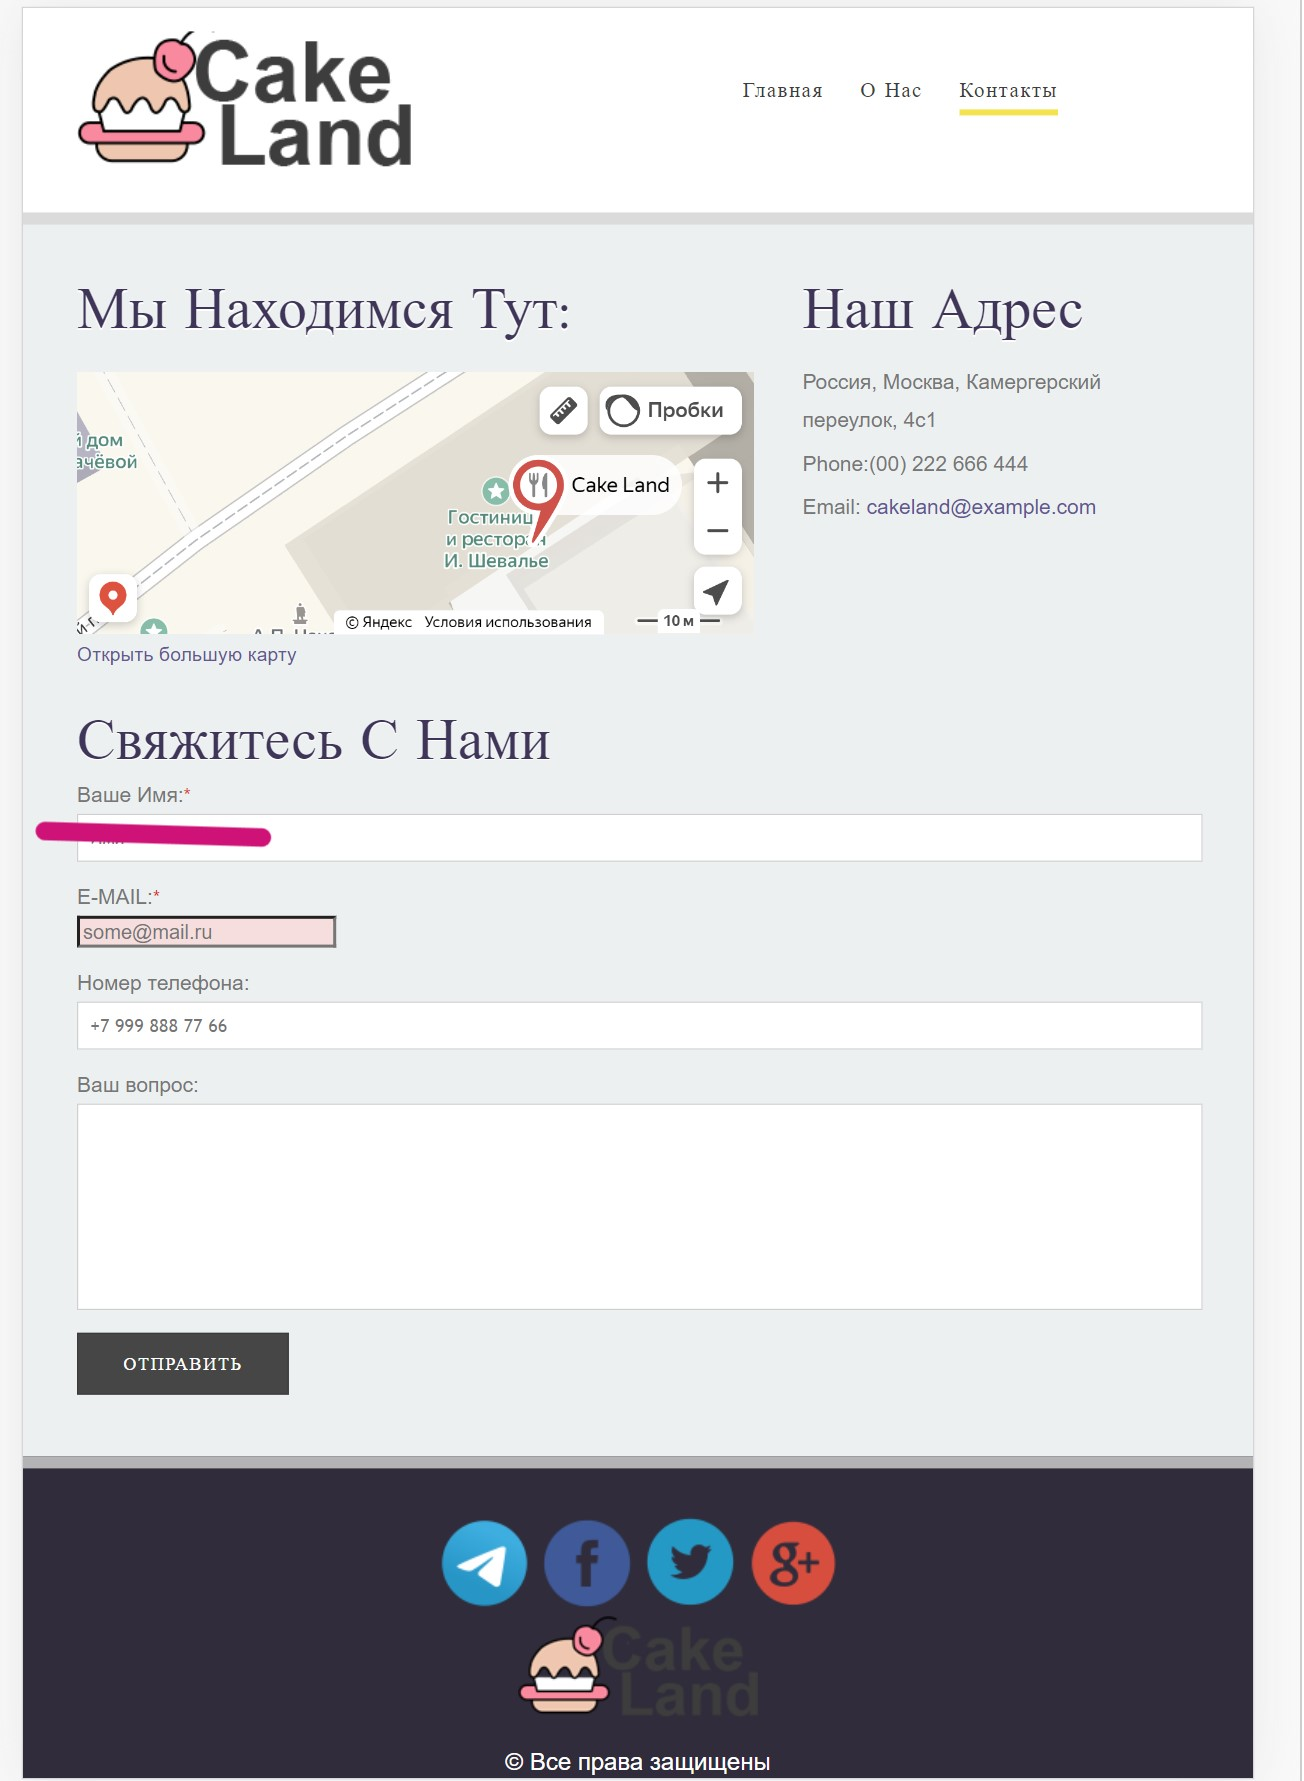 Cake
Land
Главная
О Нас
Контакты
Мы Находимся Тут:
Наш Адрес
Россия, Москва, Камергерский
переулок, 4с1
Phone:(00) 222 666 444
Email: cakeland@example.com
Пробки
й дом
ачёвой
Cake Land
Гостиниц
и ресторан
И. Шевалье
© Яндекс
Условия использования
10 м
Открыть большую карту
Свяжитесь С Нами
Ваше Имя:*
E-MAIL:*
some@mail.ru
Номер телефона:
+7 999 888 77 66
Ваш вопрос:
ОТПРАВИТЬ
f
g+
Cake
Land
© Все права защищены